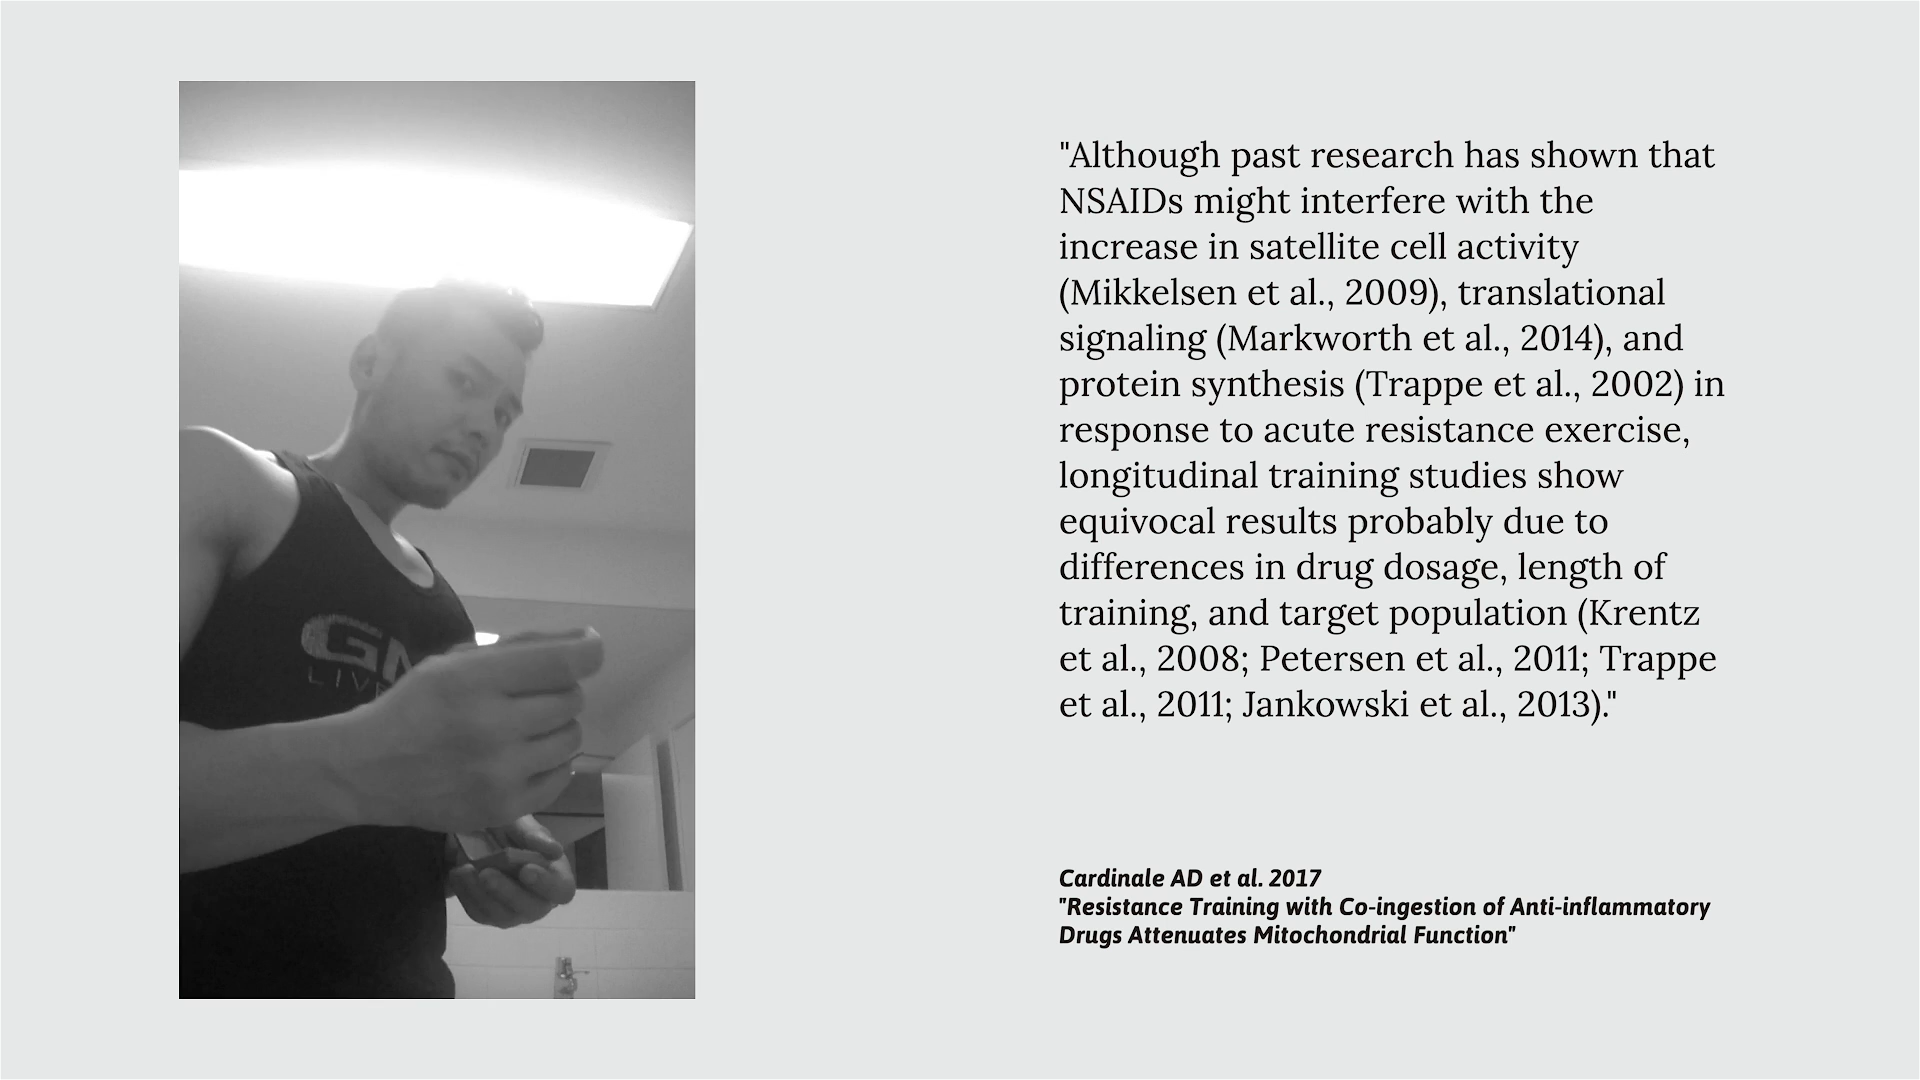 GN
LIVE
"Although past research has shown that
NSAIDs might interfere with the
increase in satellite cell activity
(Mikkelsen et al., 2009), translational
signaling (Markworth et al., 2014), and
protein synthesis (Trappe et al., 2002) in
response to acute resistance exercise,
longitudinal training studies show
equivocal results probably due to
differences in drug dosage, length of
training, and target population (Krentz
et al., 2008; Petersen et al., 2011; Trappe
et al., 2011; Jankowski et al., 2013)."
Cardinale AD et al. 2017
"Resistance Training with Co-ingestion of Anti-inflammatory
Drugs Attenuates Mitochondrial Function"